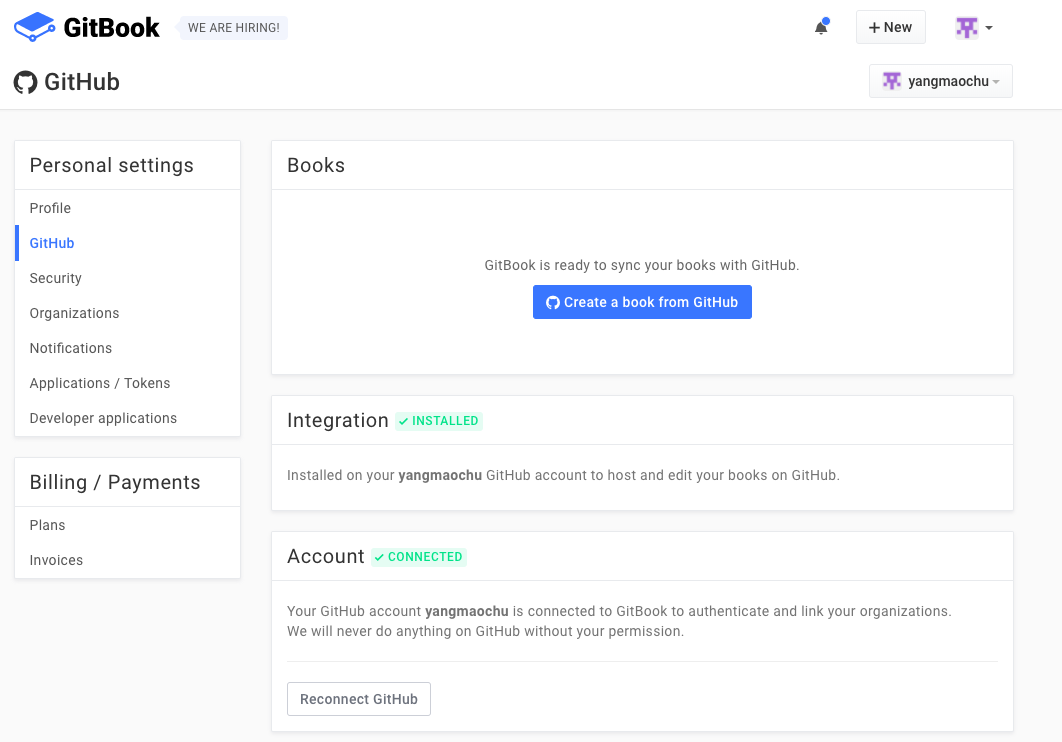 GitBook
WE ARE HIRING!
New
GitHub
yangmaochu
Personal settings
Profile
GitHub
Security
Organizations
Notifications
Applications / Tokens
Developer applications
Billing / Payments
Plans
Invoices
Books
GitBook is ready to sync your books with GitHub.
Create a book from GitHub
Integration INSTALLED
Installed on your yangmaochu GitHub account to host and edit your books on GitHub.
Account CONNECTED
Your GitHub account yangmaochu is connected to GitBook to authenticate and link your organizations.
We will never do anything on GitHub without your permission.
Reconnect GitHub